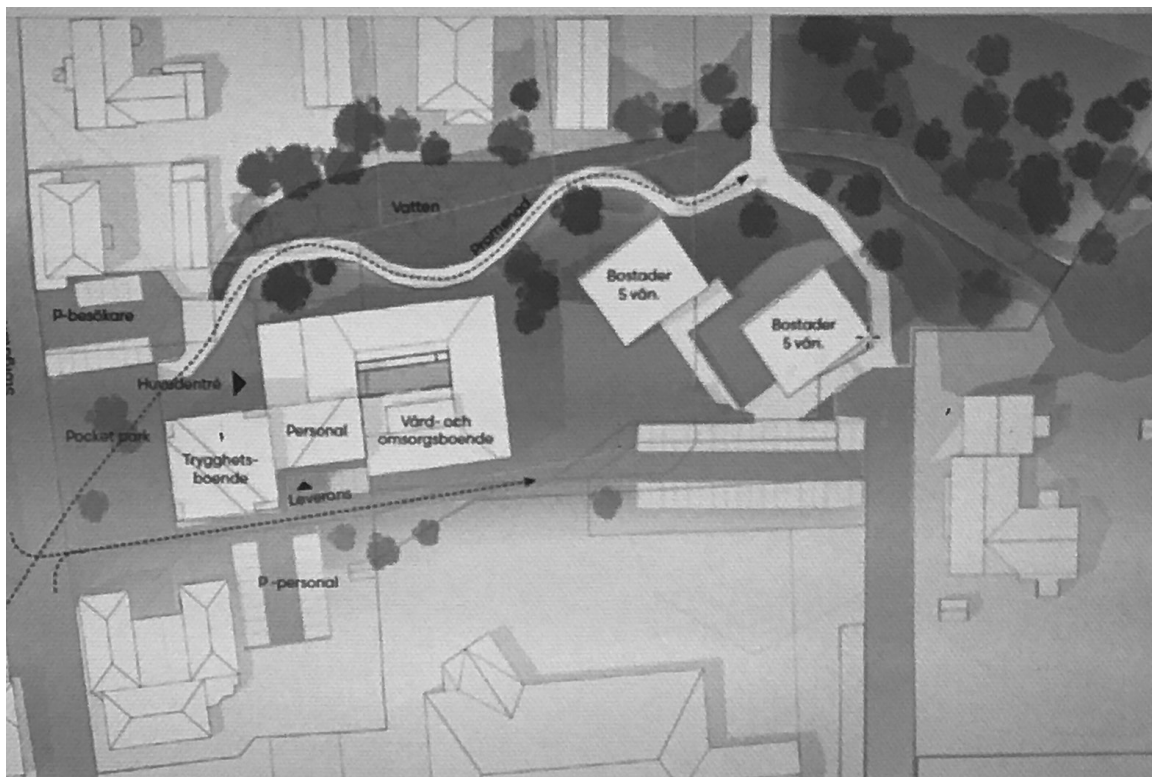 Vatten
Promenad
Bostäder
5 vån.
Bostäder
5 vån.
P-besökare
Huvudentré
Pocket park
Personal
Vård- och
omsorgsboende
Trygghets-
boende
Leverans
P-personal